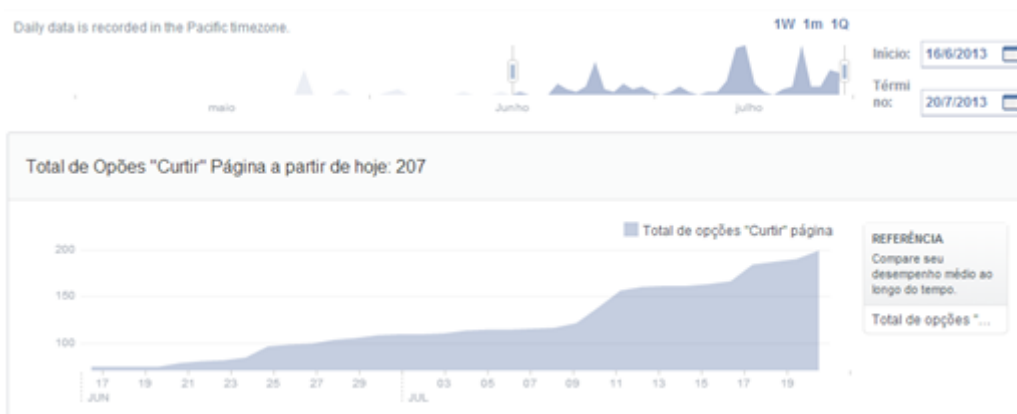 Daily data is recorded in the Pacific timezone.
1W 1m 1Q
Início: 16/6/2013
Térmi
no: 20/7/2013
maio Junho julho
Total de Opões "Curtir" Página a partir de hoje: 207
Total de opções "Curtir" página
REFERÊNCIA
Compare seu
desempenho médio ao
longo do tempo.
Total de opções "...
200
150
100
17 19 21 23 25 27 29 03 05 07 09 11 13 15 17 19
JUN JUL